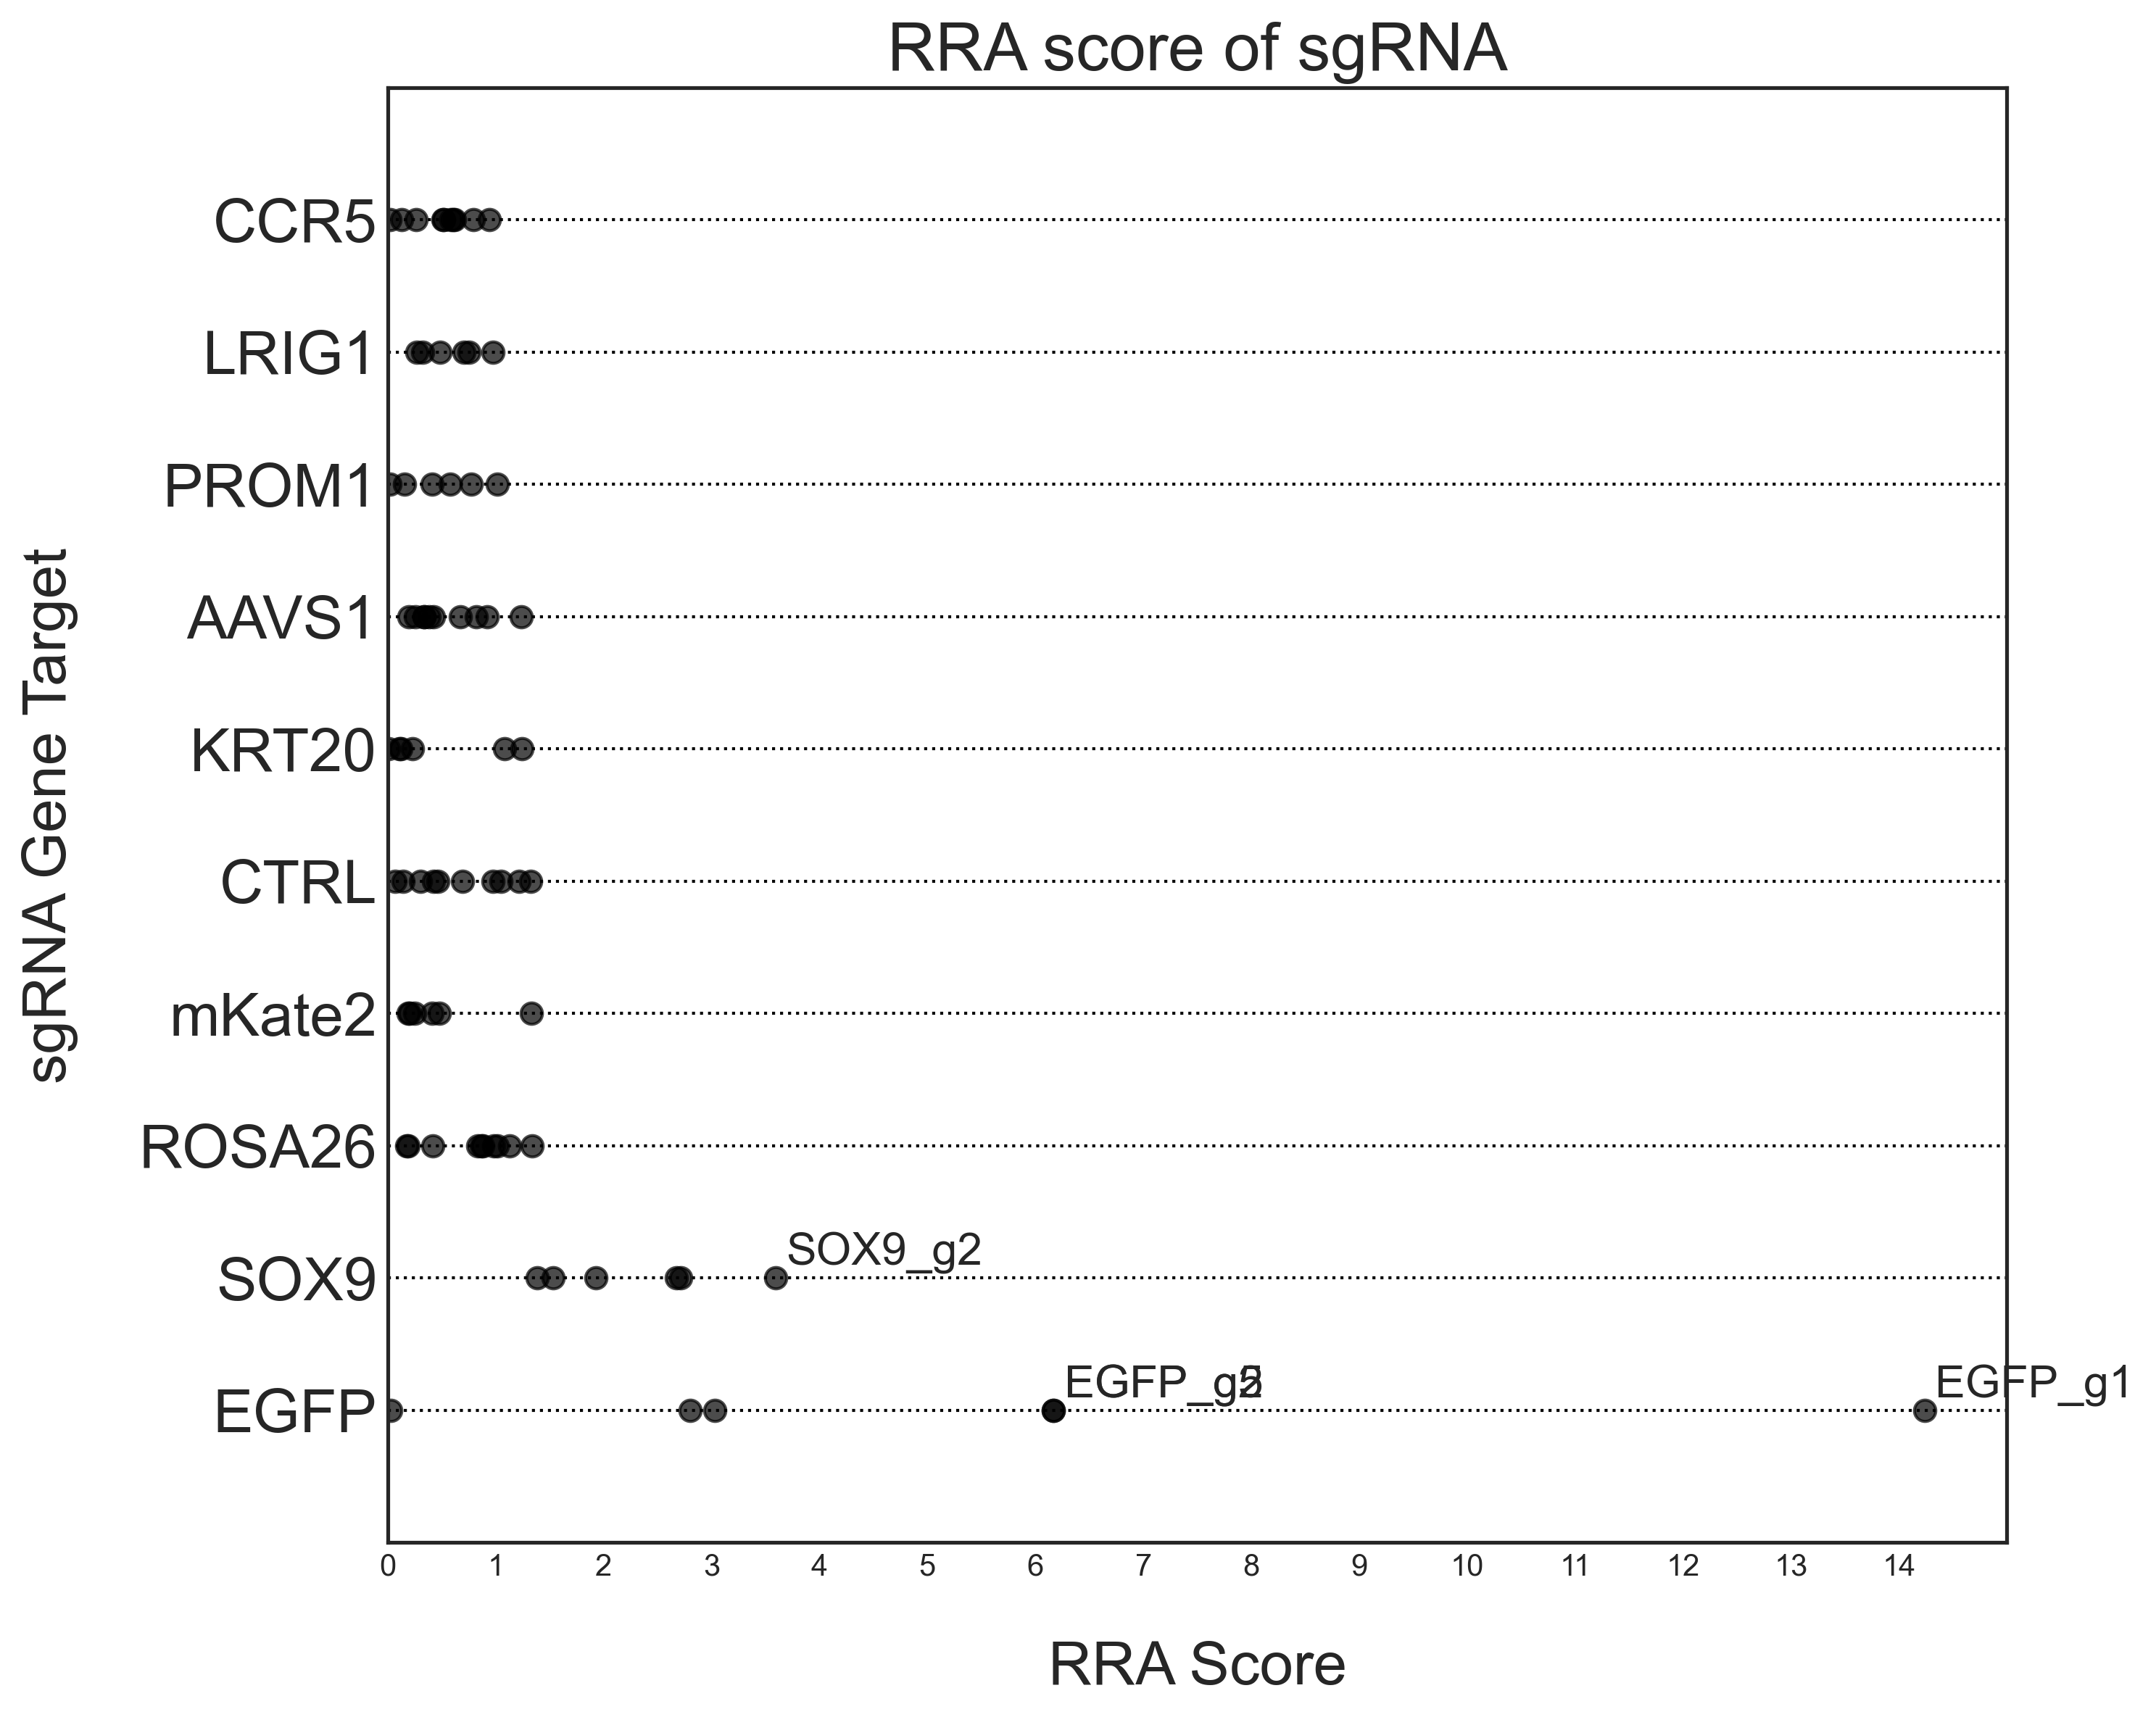 RRA score of sgRNA
sgRNA Gene Target
CCR5
LRIG1
PROM1
AAVS1
KRT20
CTRL
mKate2
ROSA26
SOX9
SOX9_g2
EGFP
EGFP_g1
0 1 2 3 4 5 6 7 8 9 10 11 12 13 14
RRA Score